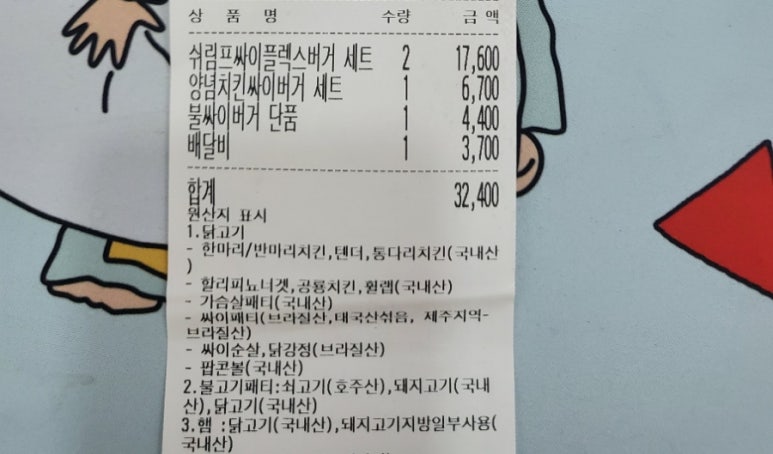 상 품 명 수량 금 액
쉬림프싸이플렉스버거 세트 2 17,600
양념치킨싸이버거 세트 1 6,700
불싸이버거 단품 1 4,400
배달비 1 3,700
합계 32,400
원산지 표시
1.닭고기
- 한마리/반마리치킨,텐더,통다리치킨(국내산
)
- 할리피뇨너겟,공룡치킨,휠렙(국내산)
- 가슴살패티(국내산)
- 싸이패티(브라질산,태국산섞음, 제주지역-
브라질산)
- 싸이순살,닭강정(브라질산)
- 팝콘볼(국내산)
2.불고기패티:쇠고기(호주산),돼지고기(국내
산),닭고기(국내산)
3.햄 :닭고기(국내산),돼지고기지방일부사용(
국내산)